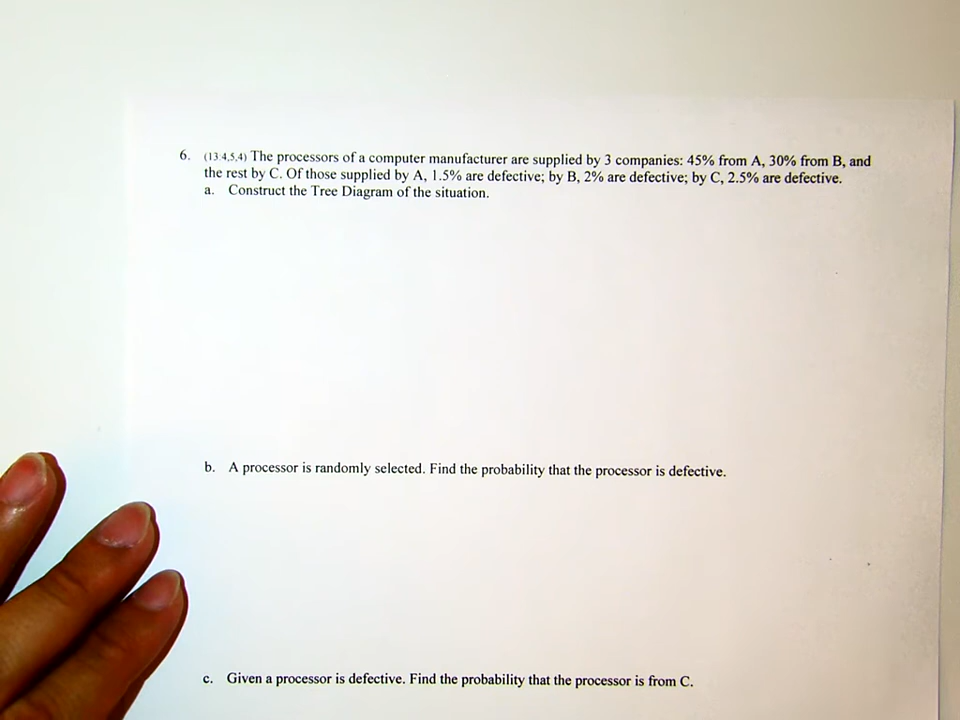 6. (13.4,5,4) The processors of a computer manufacturer are supplied by 3 companies: 45% from A, 30% from B, and
the rest by C. Of those supplied by A, 1.5% are defective; by B, 2% are defective; by C, 2.5% are defective.
a. Construct the Tree Diagram of the situation.
b. A processor is randomly selected. Find the probability that the processor is defective.
c. Given a processor is defective. Find the probability that the processor is from C.